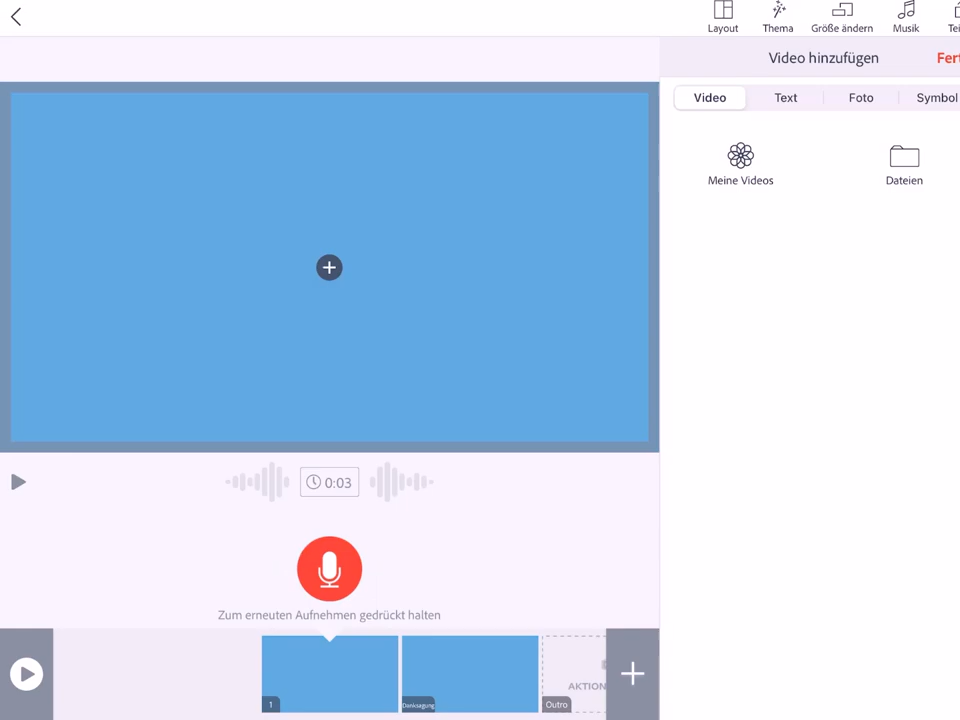 Layout Thema Größe ändern Musik
Video hinzufügen
Video Text Foto Symbol
Meine Videos Dateien
0:03
Zum erneuten Aufnehmen gedrückt halten
1 Danksagung Outro
AKTION